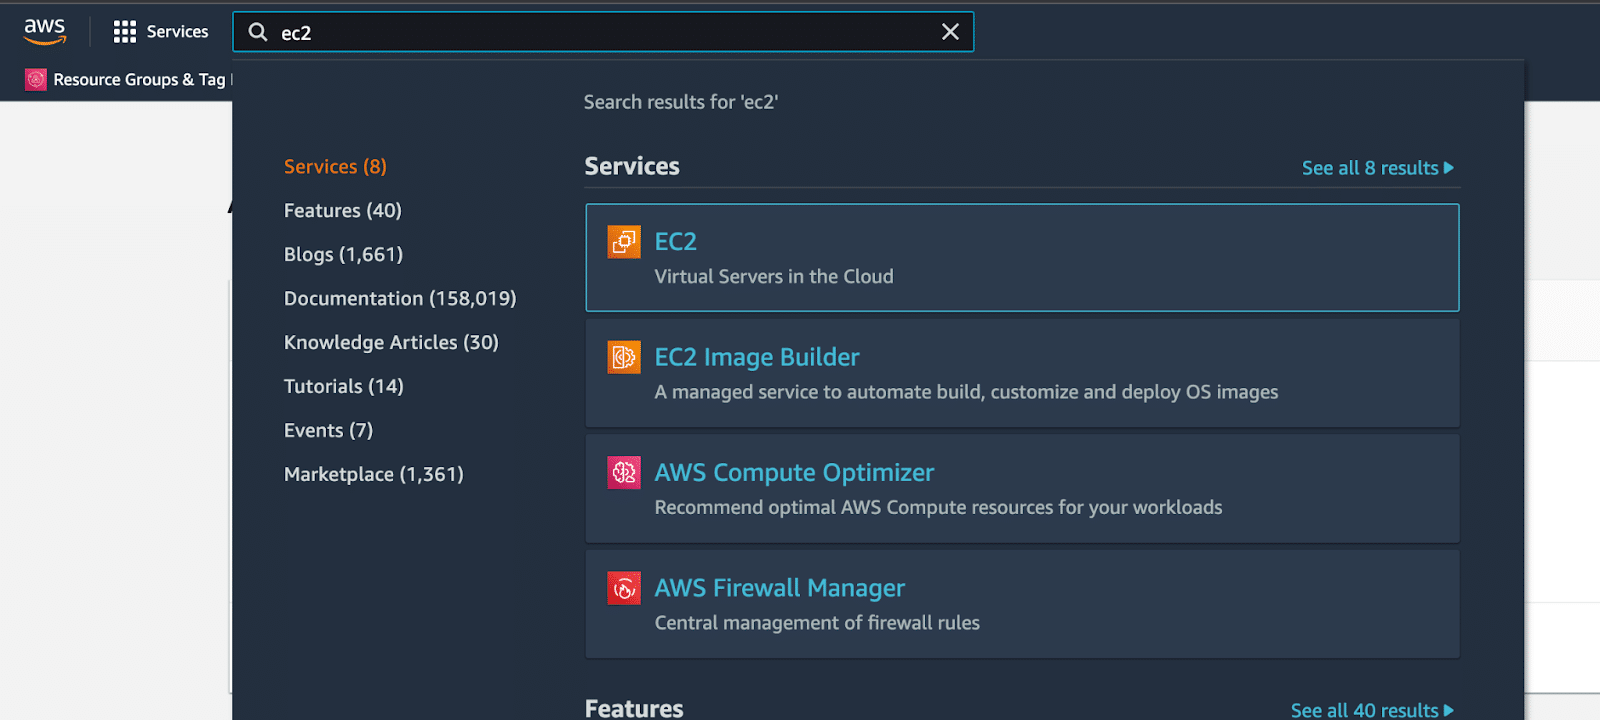 aws
Services
ec2
Resource Groups & Tag
Search results for 'ec2'
Services (8)
Features (40)
Blogs (1,661)
Documentation (158,019)
Knowledge Articles (30)
Tutorials (14)
Events (7)
Marketplace (1,361)
Services
See all 8 results
EC2
Virtual Servers in the Cloud
EC2 Image Builder
A managed service to automate build, customize and deploy OS images
AWS Compute Optimizer
Recommend optimal AWS Compute resources for your workloads
AWS Firewall Manager
Central management of firewall rules
Features
See all 40 results